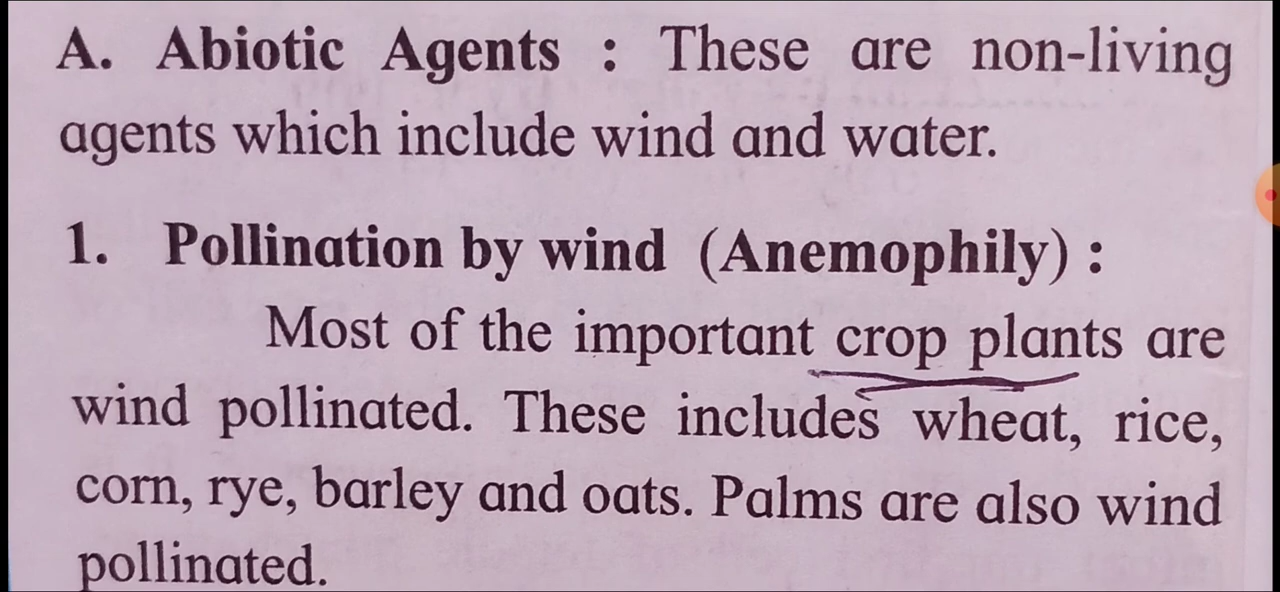 A. Abiotic Agents : These are non-living
agents which include wind and water.
1. Pollination by wind (Anemophily) :
Most of the important crop plants are
wind pollinated. These includes wheat, rice,
corn, rye, barley and oats. Palms are also wind
pollinated.